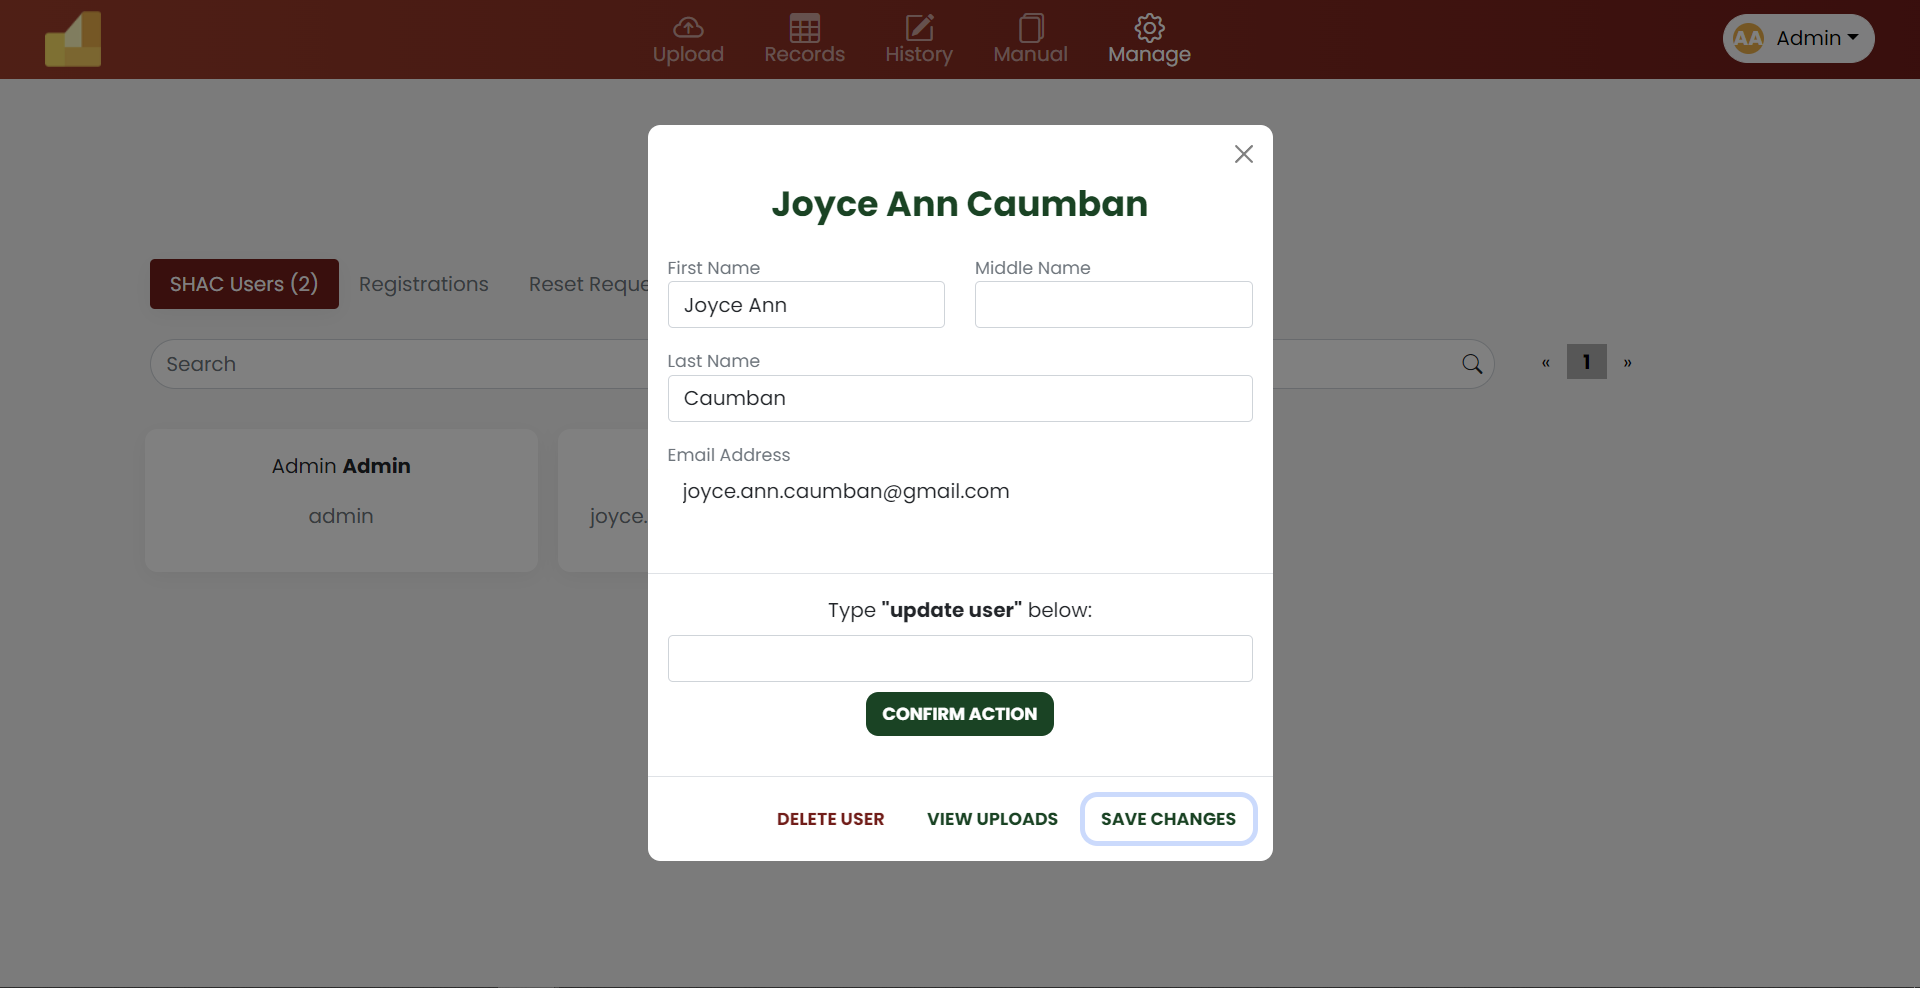 Upload
Records
History
Manual
Manage
AA Admin
Joyce Ann Caumban
First Name
Middle Name
Joyce Ann
Last Name
Caumban
Email Address
joyce.ann.caumban@gmail.com
Type "update user" below:
CONFIRM ACTION
DELETE USER
VIEW UPLOADS
SAVE CHANGES
SHAC Users (2)
Registrations
Reset Reque
Search
« 1 »
Admin Admin
admin
joyce.